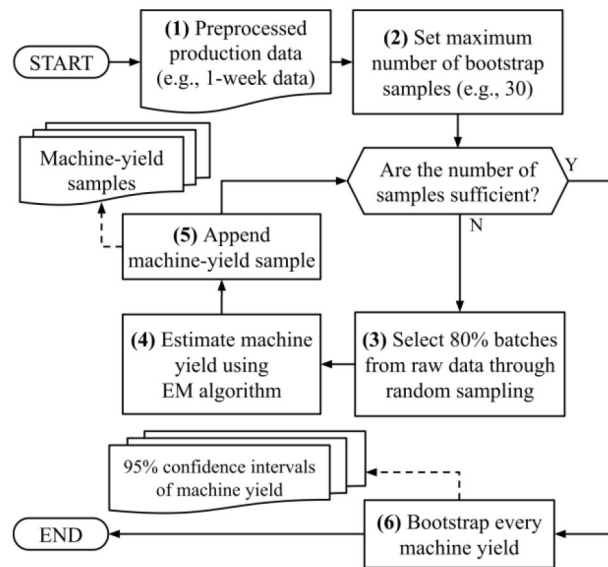 START
(1) Preprocessed
production data
(e.g., 1-week data)
(2) Set maximum
number of bootstrap
samples (e.g., 30)
Machine-yield
samples
Are the number of
samples sufficient?
Y
N
(5) Append
machine-yield sample
(4) Estimate machine
yield using
EM algorithm
(3) Select 80% batches
from raw data through
random sampling
95% confidence intervals
of machine yield
END
(6) Bootstrap every
machine yield